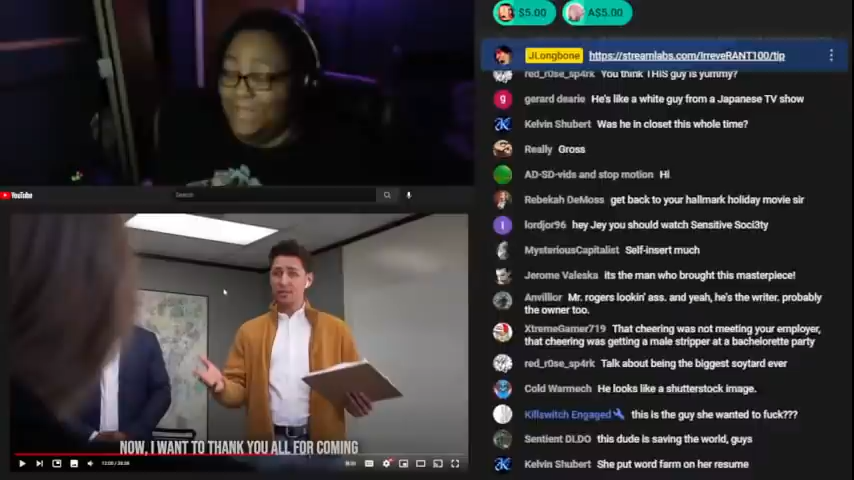 $5.00
A$5.00
JLongbone https://streamlabs.com/IrreveRANT100/tip
red_r0se_sp4rk You think THIS guy is yummy?
gerard dearie He's like a white guy from a Japanese TV show
Kelvin Shubert Was he in closet this whole time?
Really Gross
AD-SD-vids and stop motion Hi
Rebekah DeMoss get back to your hallmark holiday movie sir
lordjor96 hey Jey you should watch Sensitive Soci3ty
MysteriousCapitalist Self-insert much
Jerome Valeska its the man who brought this masterpiece!
Anvillior Mr. rogers lookin' ass. and yeah, he's the writer. probably
the owner too.
XtremeGamer719 That cheering was not meeting your employer,
that cheering was getting a male stripper at a bachelorette party
red_r0se_sp4rk Talk about being the biggest soytard ever
Cold Warmech He looks like a shutterstock image.
Killswitch Engaged this is the guy she wanted to fuck???
Sentient DLDO this dude is saving the world, guys
Kelvin Shubert She put word farm on her resume
YouTube
Search
NOW, I WANT TO THANK YOU ALL FOR COMING